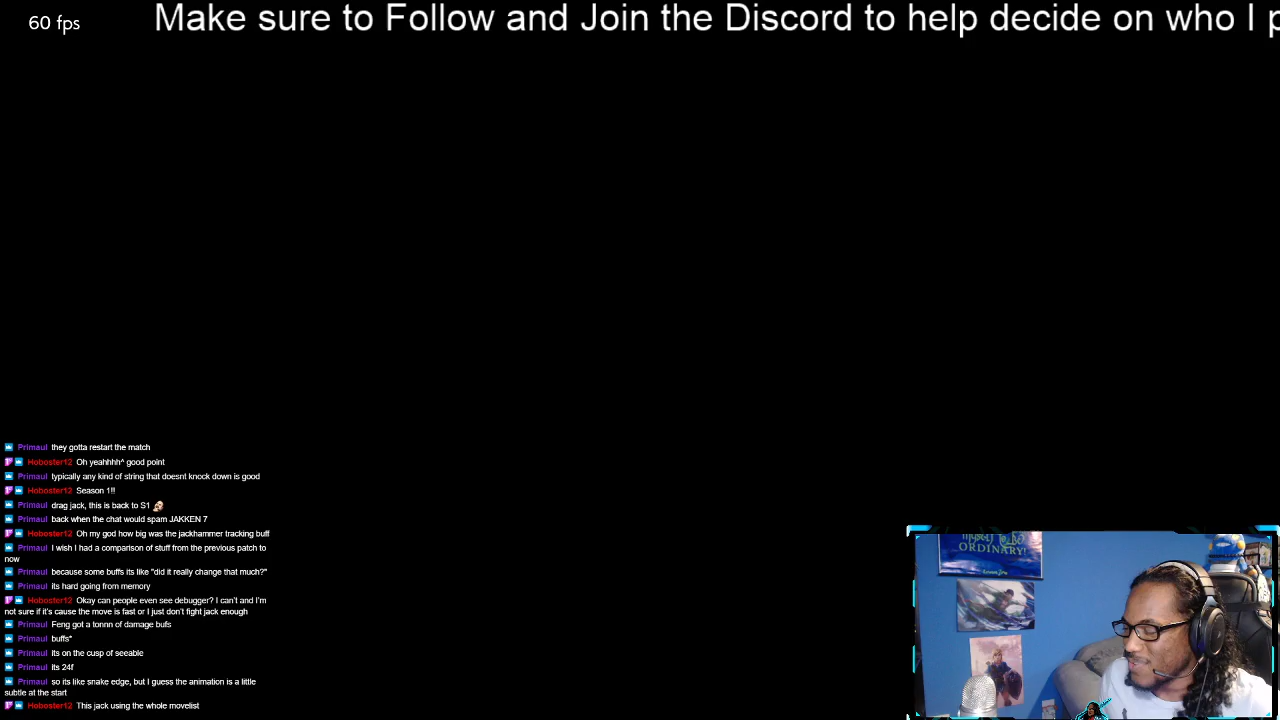 60 fps
Make sure to Follow and Join the Discord to help decide on who I p
Primaul they gotta restart the match
Hoboster12 Oh yeahhhh^ good point
Primaul typically any kind of string that doesnt knock down is good
Hoboster12 Season 1!!
Primaul drag jack, this is back to S1
Primaul back when the chat would spam JAKKEN 7
Hoboster12 Oh my god how big was the jackhammer tracking buff
Primaul I wish I had a comparison of stuff from the previous patch to
now
Primaul because some buffs its like "did it really change that much?"
Primaul its hard going from memory
Hoboster12 Okay can people even see debugger? I can't and I'm
not sure if it's cause the move is fast or I just don't fight jack enough
Primaul Feng got a tonnn of damage bufs
Primaul buffs*
Primaul its on the cusp of seeable
Primaul its 24f
Primaul so its like snake edge, but I guess the animation is a little
subtle at the start
Hoboster12 This jack using the whole movelist
myself to be
ORDINARY!